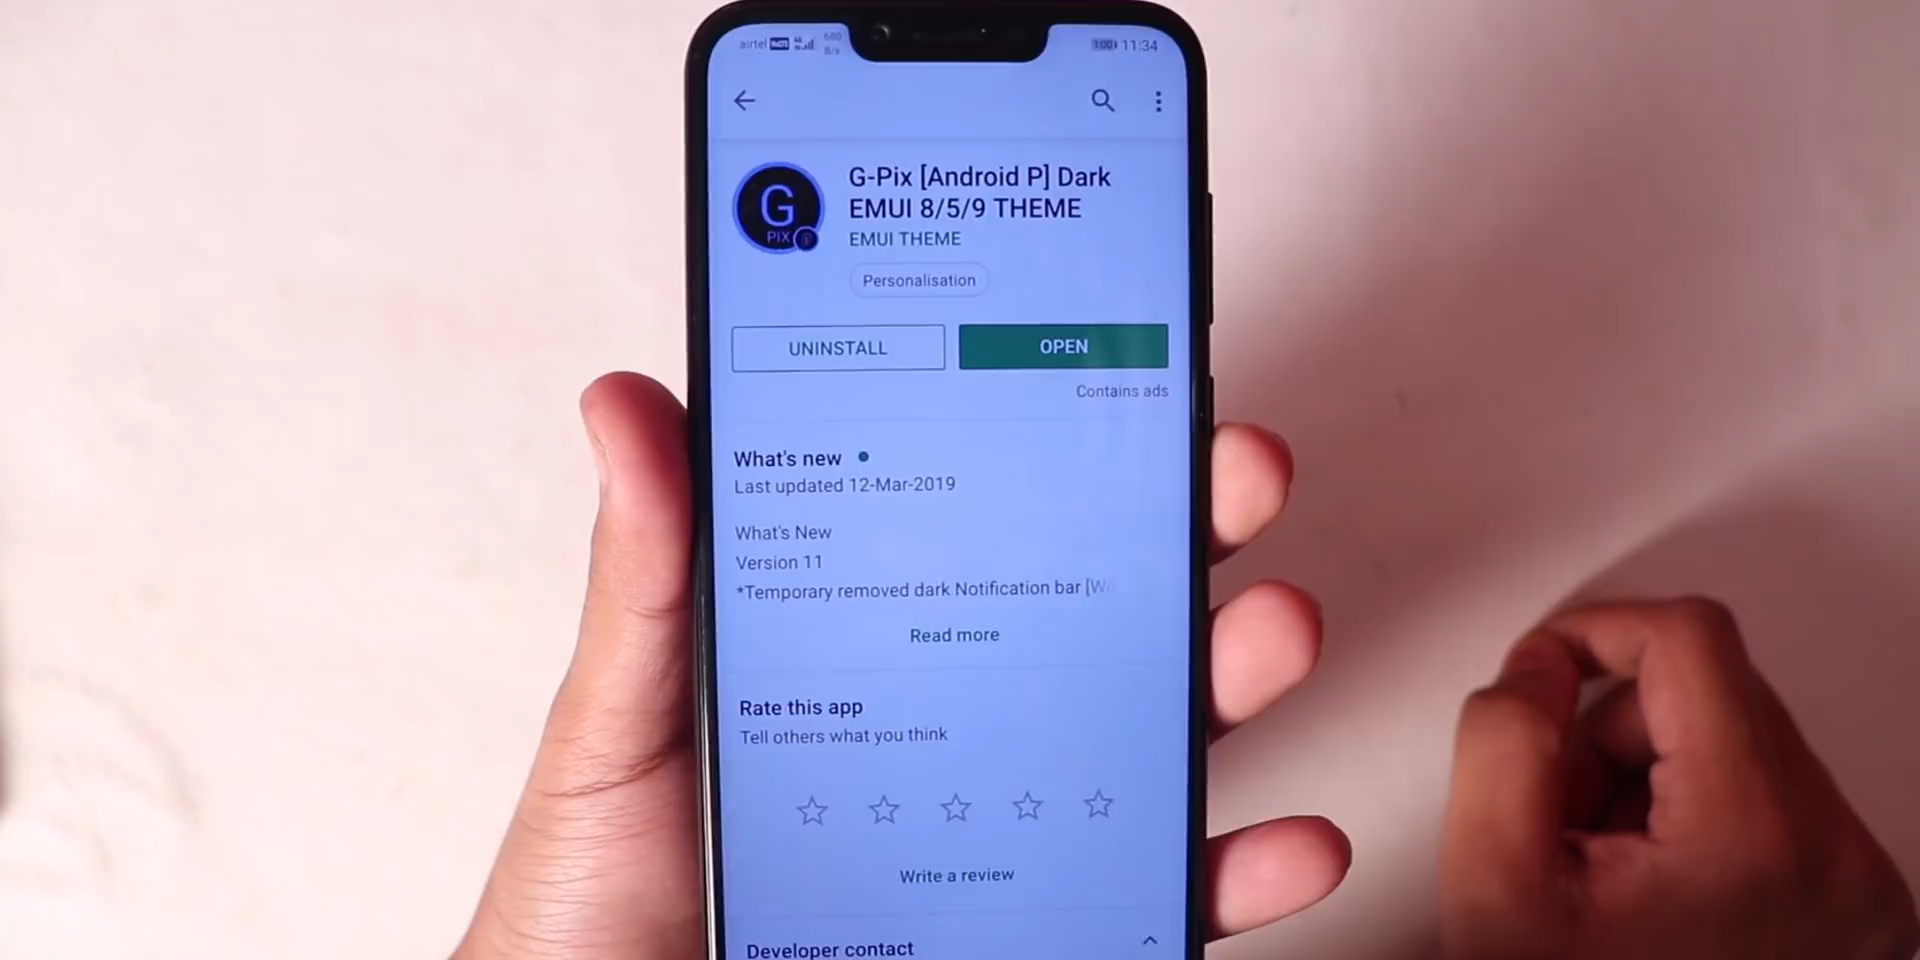 airtel 680
B/s
100 11:34
G-Pix [Android P] Dark
EMUI 8/5/9 THEME
EMUI THEME
G
PIX
Personalisation
UNINSTALL OPEN
Contains ads
What's new
Last updated 12-Mar-2019
What's New
Version 11
*Temporary removed dark Notification bar [W
Read more
Rate this app
Tell others what you think
Write a review
Developer contact